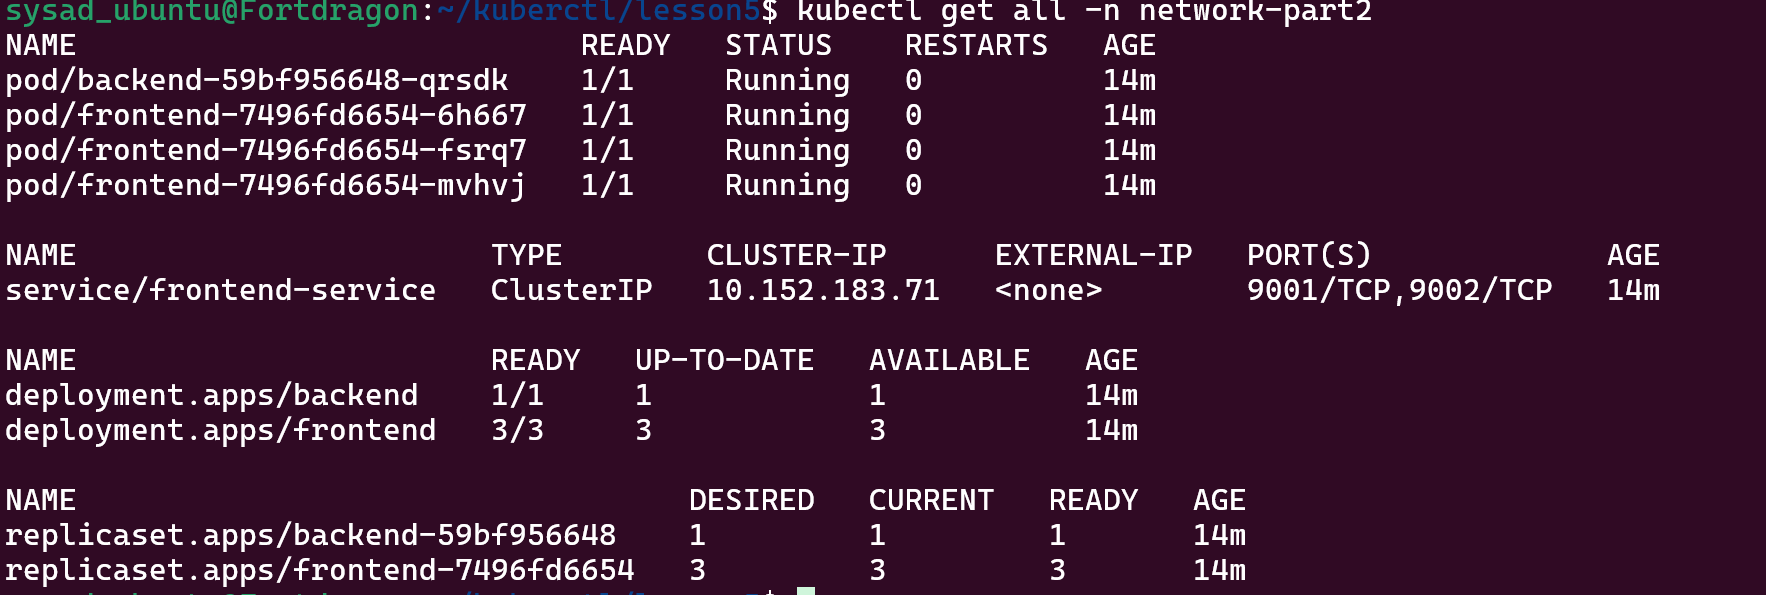 sysad_ubuntu@Fortdragon:~/kuberctl/lesson5$ kubectl get all -n network-part2
NAME READY STATUS RESTARTS AGE
pod/backend-59bf956648-qrsdk 1/1 Running 0 14m
pod/frontend-7496fd6654-6h667 1/1 Running 0 14m
pod/frontend-7496fd6654-fsrq7 1/1 Running 0 14m
pod/frontend-7496fd6654-mvhvj 1/1 Running 0 14m
NAME TYPE CLUSTER-IP EXTERNAL-IP PORT(S) AGE
service/frontend-service ClusterIP 10.152.183.71 <none> 9001/TCP,9002/TCP 14m
NAME READY UP-TO-DATE AVAILABLE AGE
deployment.apps/backend 1/1 1 1 14m
deployment.apps/frontend 3/3 3 3 14m
NAME DESIRED CURRENT READY AGE
replicaset.apps/backend-59bf956648 1 1 1 14m
replicaset.apps/frontend-7496fd6654 3 3 3 14m